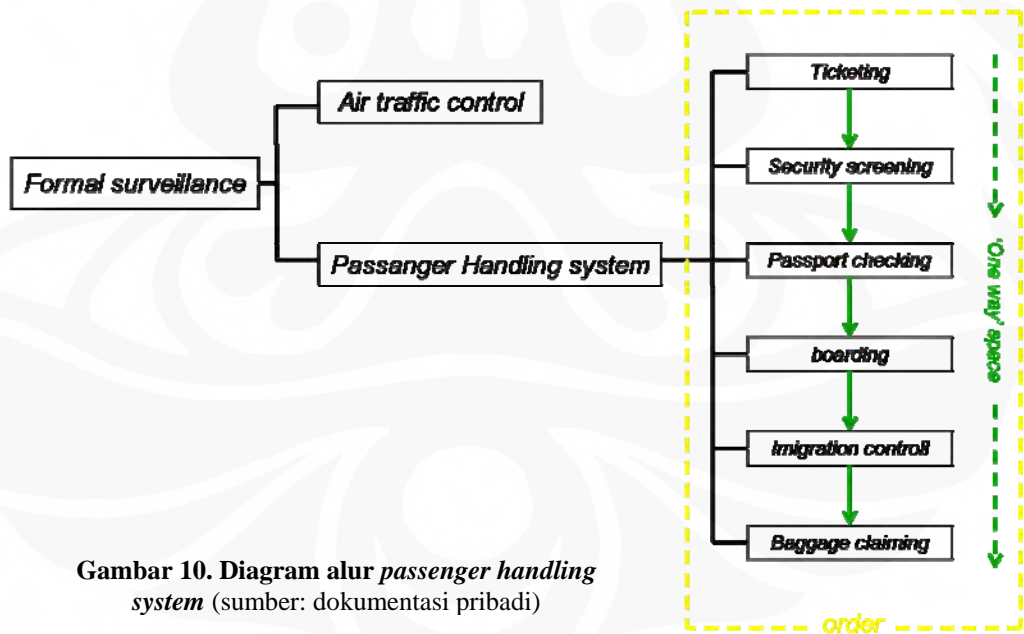 Formal surveillance
Air traffic control
Passanger Handling system
Ticketing
Security screening
Passport checking
boarding
Imigration controll
Baggage claiming
'One way' space
order
Gambar 10. Diagram alur passenger handling
system (sumber: dokumentasi pribadi)